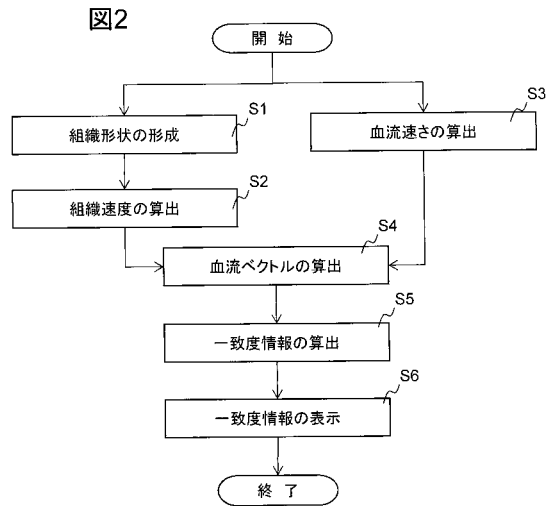 図2
開 始
S1
組織形状の形成
S3
血流速さの算出
S2
組織速度の算出
S4
血流ベクトルの算出
S5
一致度情報の算出
S6
一致度情報の表示
終 了